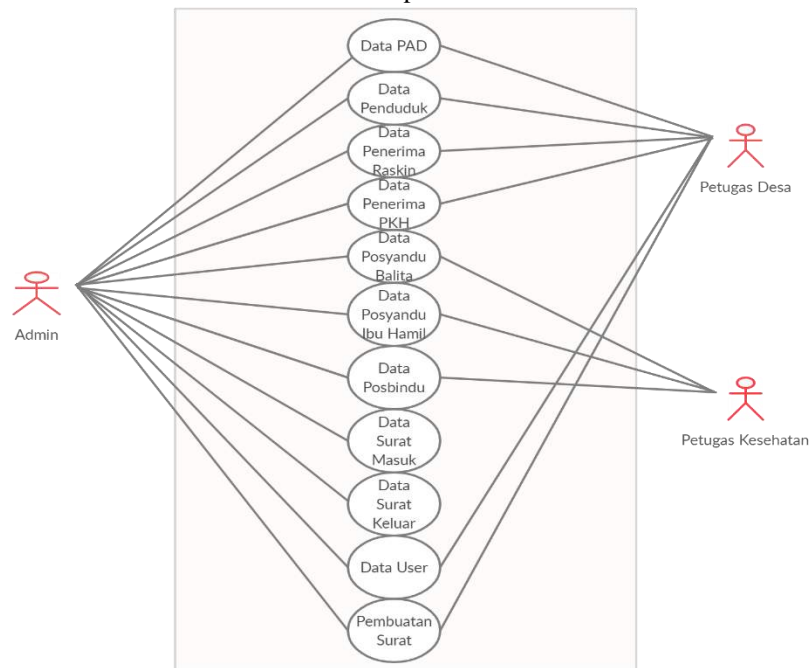 Data PAD
Data
Penduduk
Data
Penerima
Raskin
Data
Penerima
PKH
Data
Posyandu
Balita
Data
Posyandu
Ibu Hamil
Data
Posbindu
Data
Surat
Masuk
Data
Surat
Keluar
Data User
Pembuatan
Surat
Admin
Petugas Desa
Petugas Kesehatan